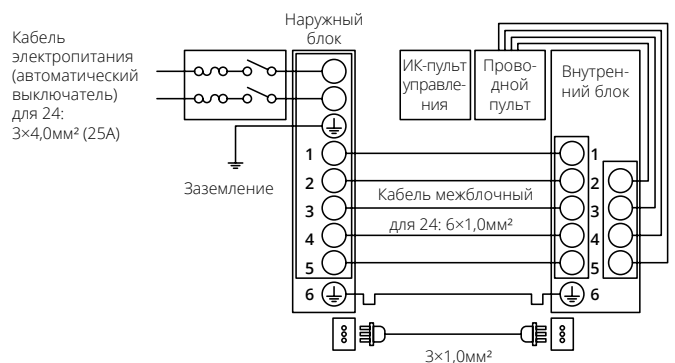 Кабель
электропитания
(автоматический
выключатель)
для 24:
3×4,0мм² (25А)
Наружный
блок
ИК-пульт
управле-
ния
Прово-
дной
пульт
Внутрен-
ний блок
Заземление
1
2
3
4
5
6
Кабель межблочный
для 24: 6×1,0мм²
1
2
3
4
5
6
3×1,0мм²